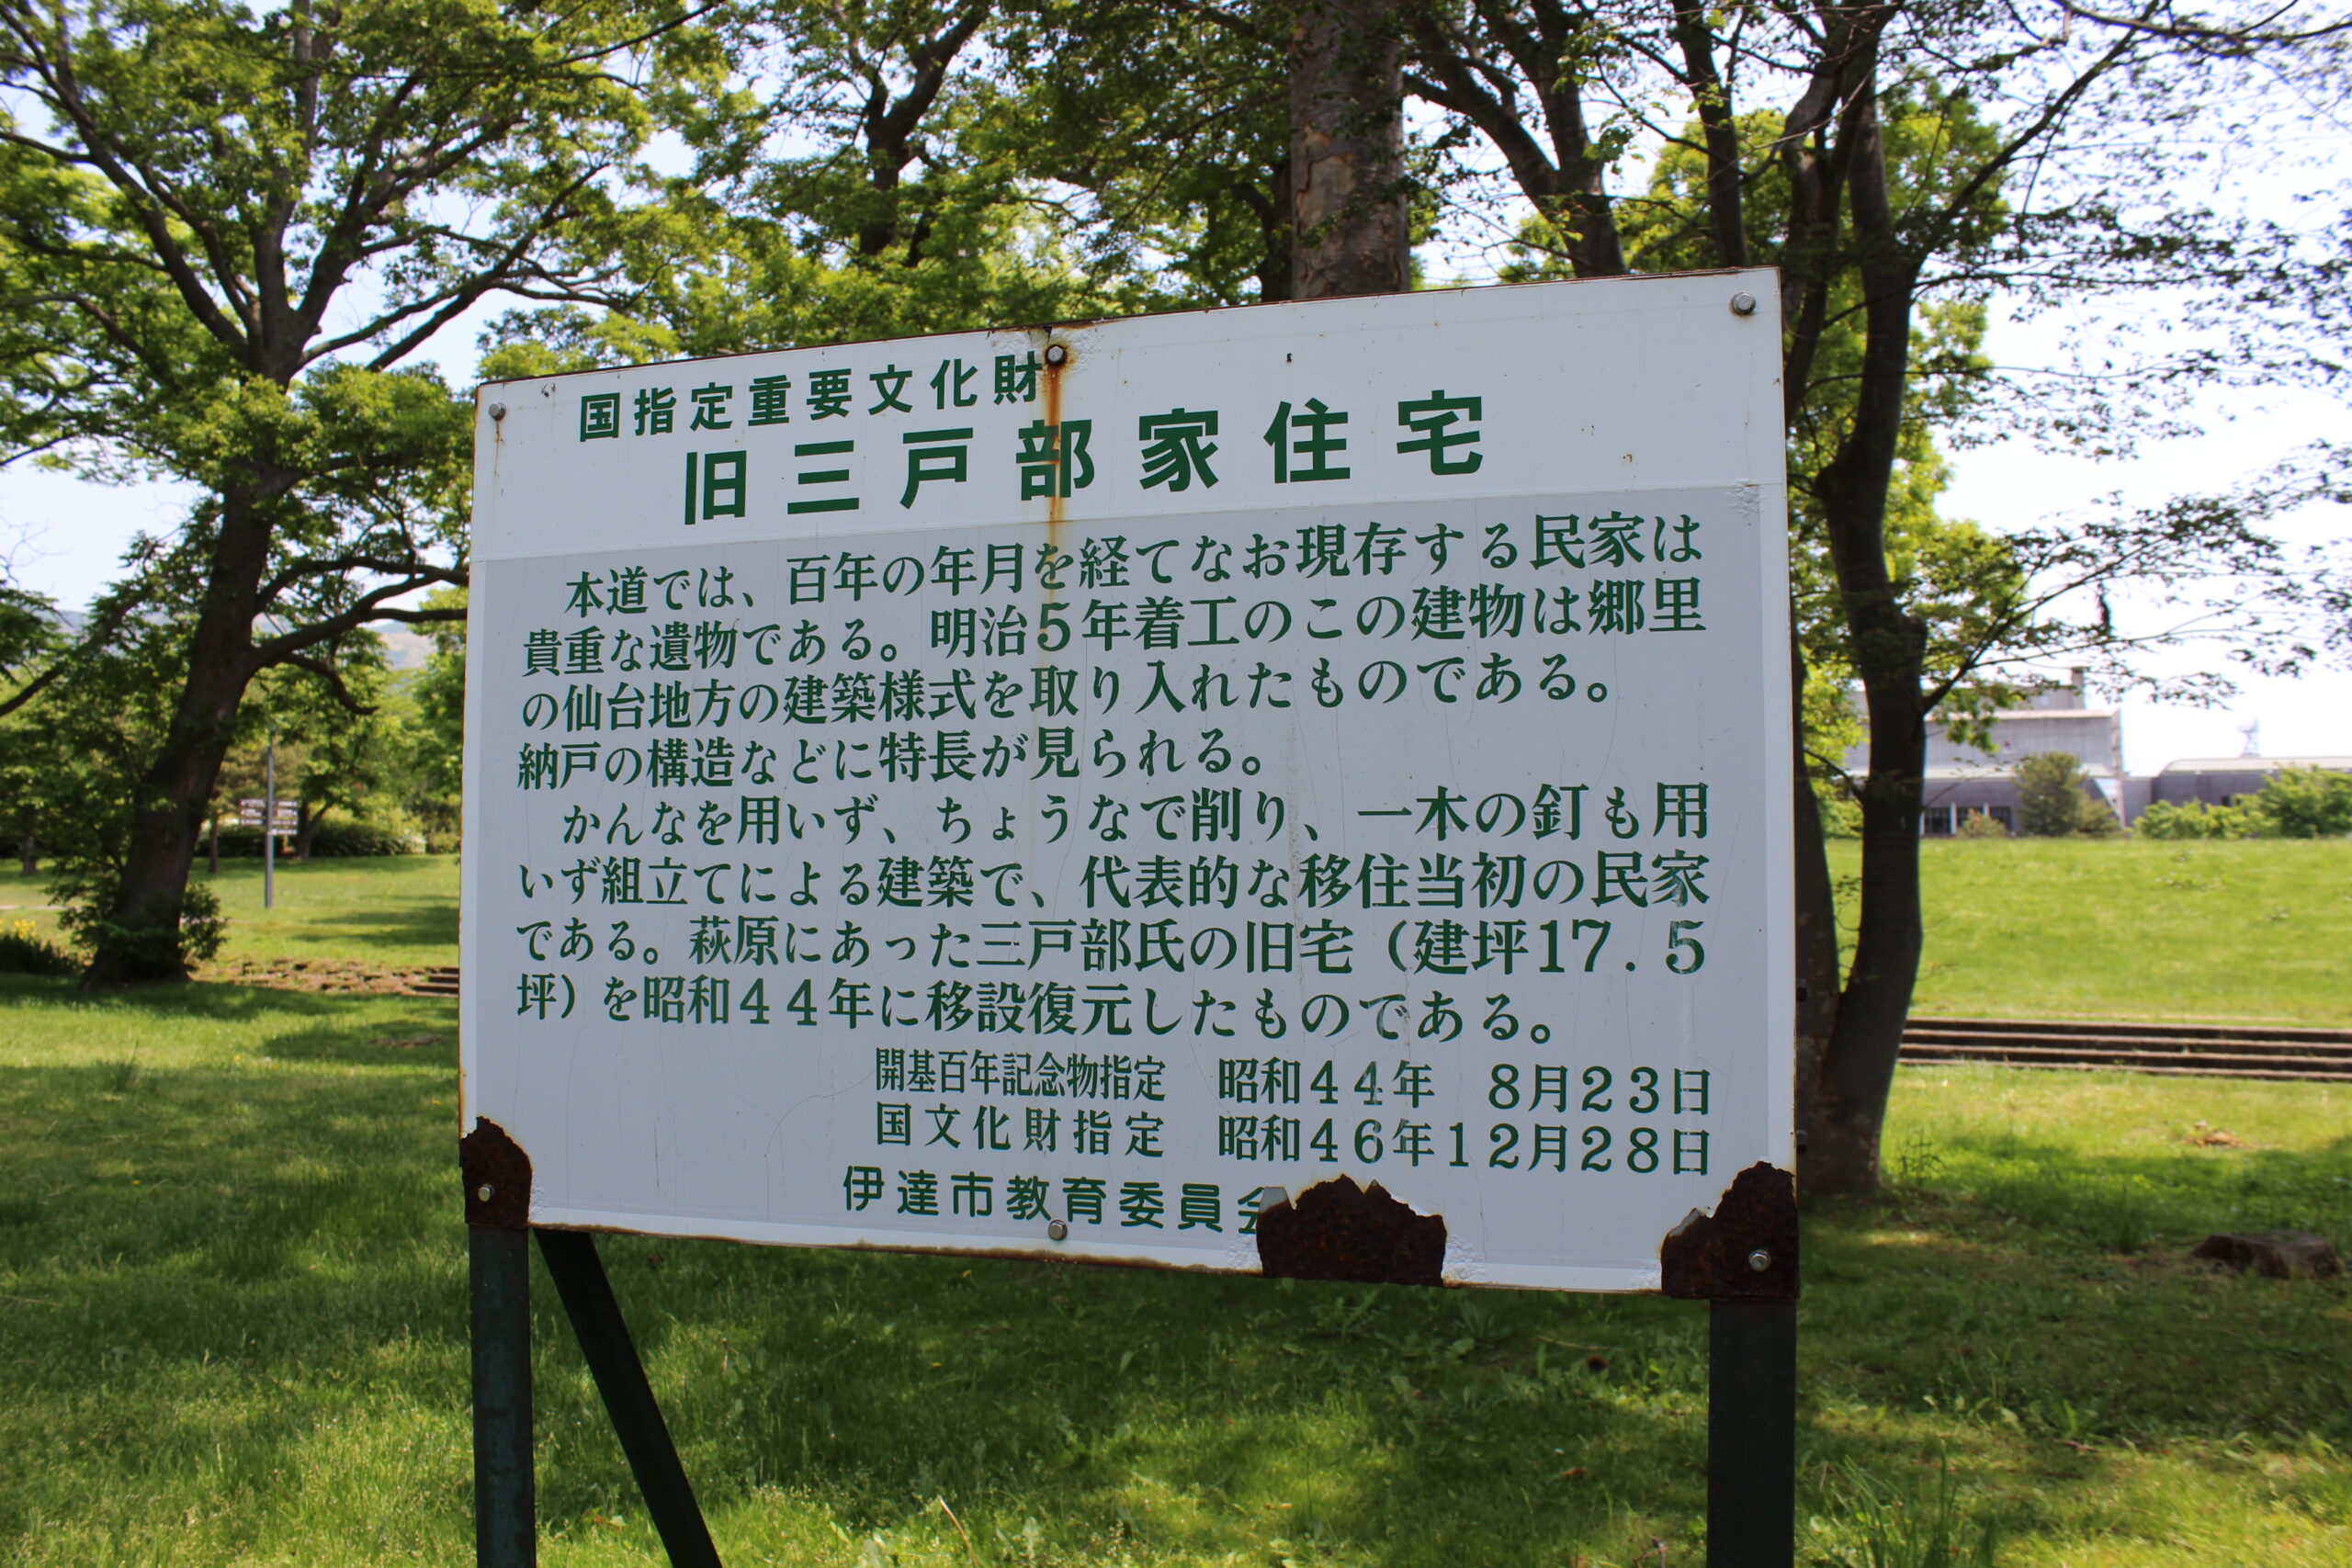 国指定重要文化財
旧三戸部家住宅
本道では、百年の年月を経てなお現存する民家は
貴重な遺物である。明治5年着工のこの建物は郷里
の仙台地方の建築様式を取り入れたものである。
納戸の構造などに特長が見られる。
かんなを用いず、ちょうなで削り、一木の釘も用
いず組立てによる建築で、代表的な移住当初の民家
である。萩原にあった三戸部氏の旧宅（建坪17.5
坪）を昭和44年に移設復元したものである。
開基百年記念物指定　昭和44年　8月23日
国文化財指定　昭和46年12月28日
伊達市教育委員会